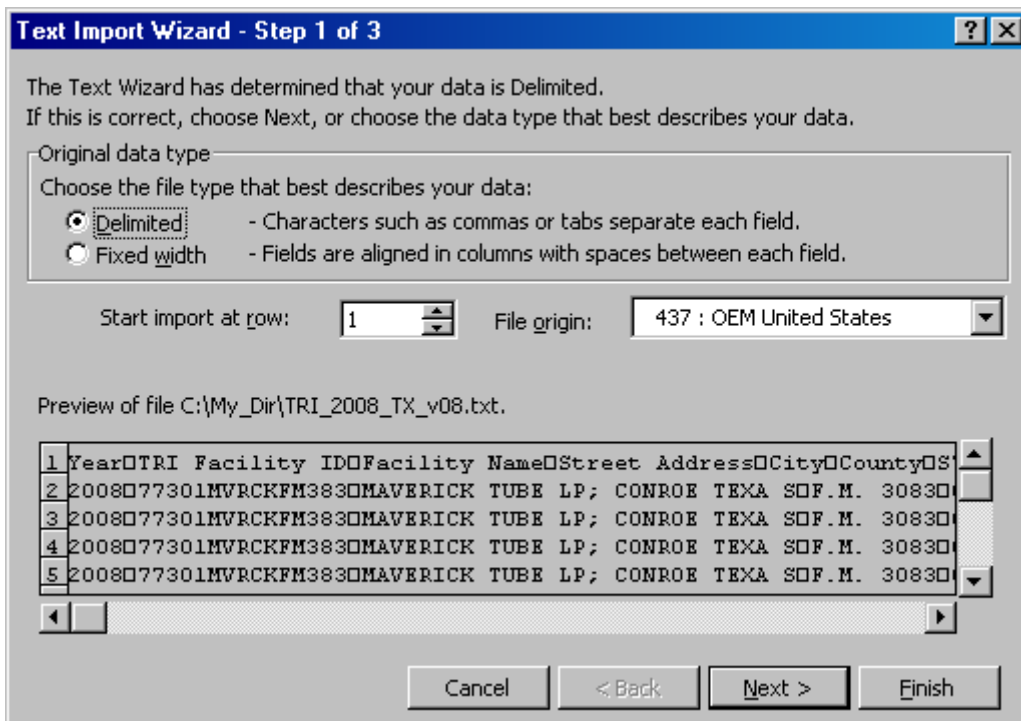 Text Import Wizard - Step 1 of 3
The Text Wizard has determined that your data is Delimited.
If this is correct, choose Next, or choose the data type that best describes your data.
Original data type
Choose the file type that best describes your data:
Delimited - Characters such as commas or tabs separate each field.
Fixed width - Fields are aligned in columns with spaces between each field.
Start import at row: 1 File origin: 437 : OEM United States
Preview of file C:\My_Dir\TRI_2008_TX_v08.txt.
1 Year□TRI Facility ID□Facility Name□Street Address□City□County□S
2 2008□77301MVRCKFM383□MAVERICK TUBE LP; CONROE TEXA S□F.M. 3083□
3 2008□77301MVRCKFM383□MAVERICK TUBE LP; CONROE TEXA S□F.M. 3083□
4 2008□77301MVRCKFM383□MAVERICK TUBE LP; CONROE TEXA S□F.M. 3083□
5 2008□77301MVRCKFM383□MAVERICK TUBE LP; CONROE TEXA S□F.M. 3083□
Cancel < Back Next > Finish